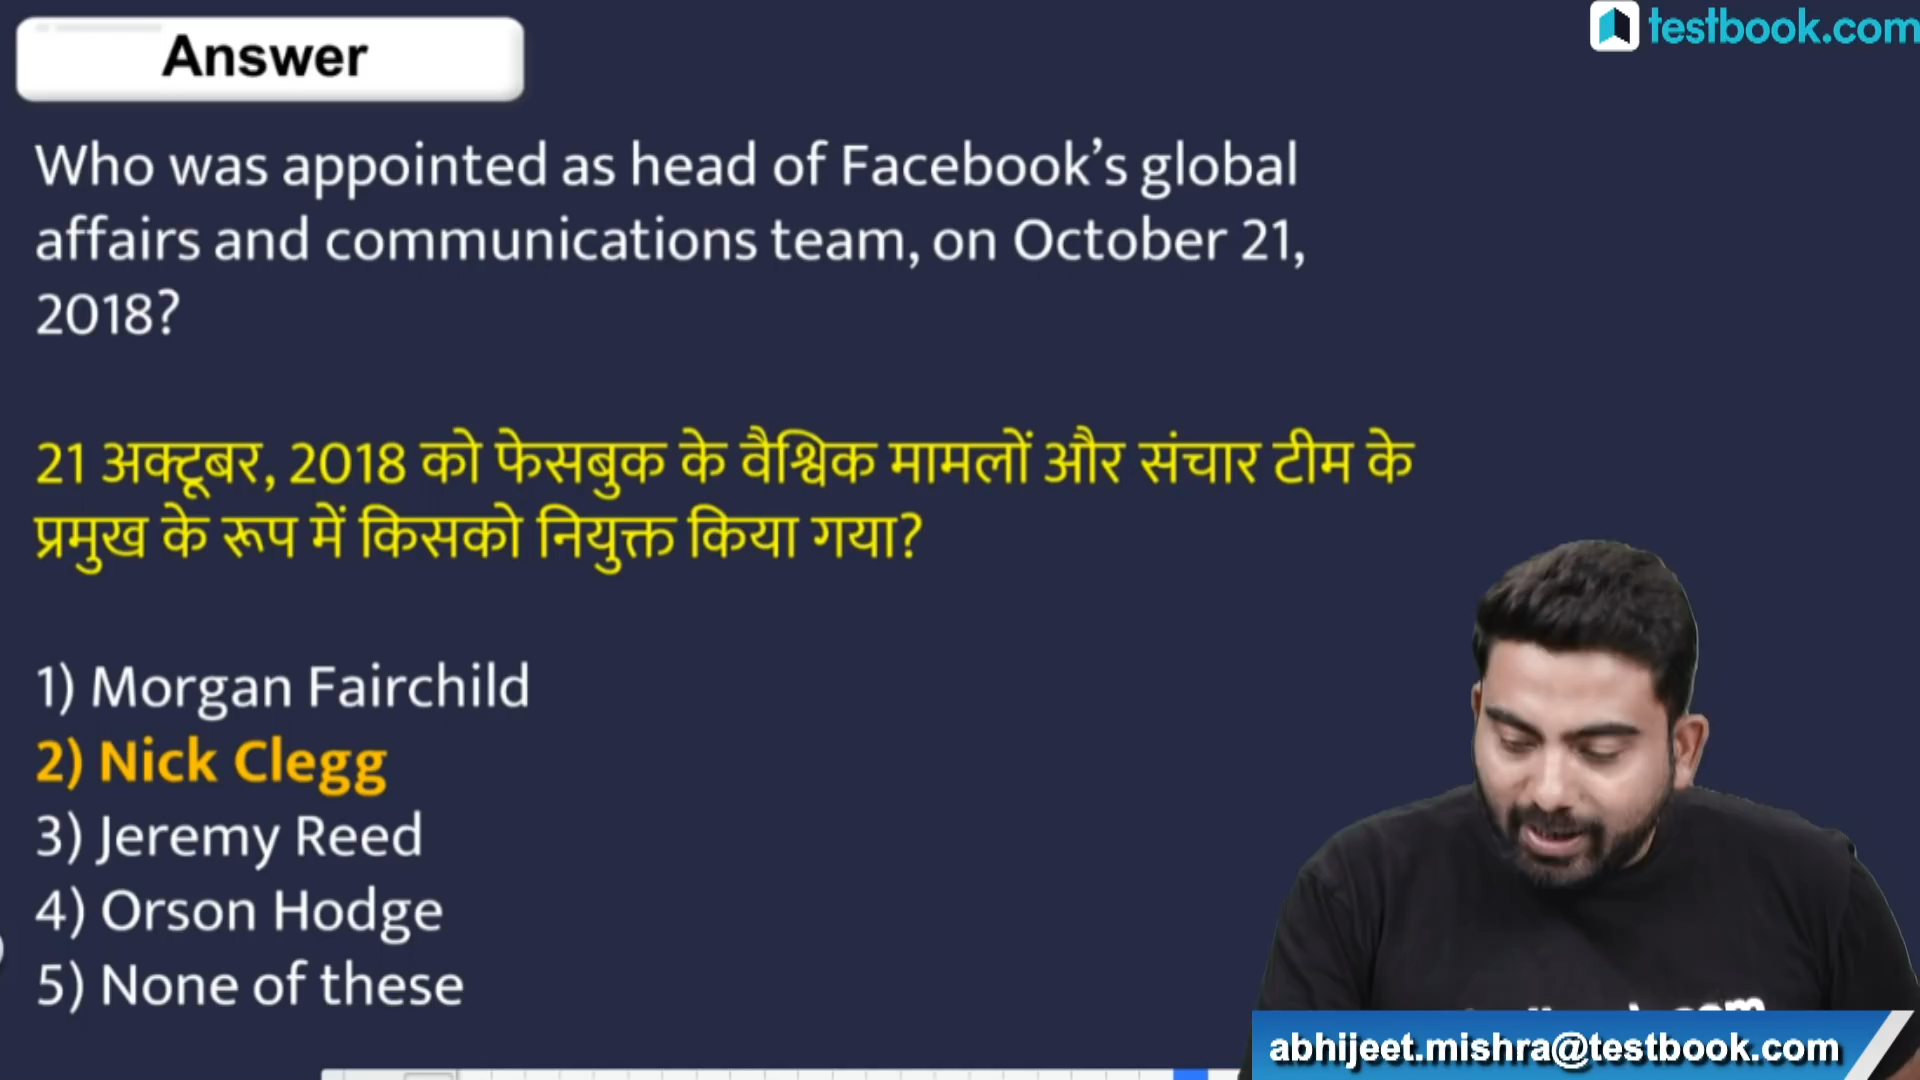 Answer
testbook.com
Who was appointed as head of Facebook's global
affairs and communications team, on October 21,
2018?
21 अक्टूबर, 2018 को फेसबुक के वैश्विक मामलों और संचार टीम के
प्रमुख के रूप में किसको नियुक्त किया गया?
1) Morgan Fairchild
2) Nick Clegg
3) Jeremy Reed
4) Orson Hodge
5) None of these
abhijeet.mishra@testbook.com